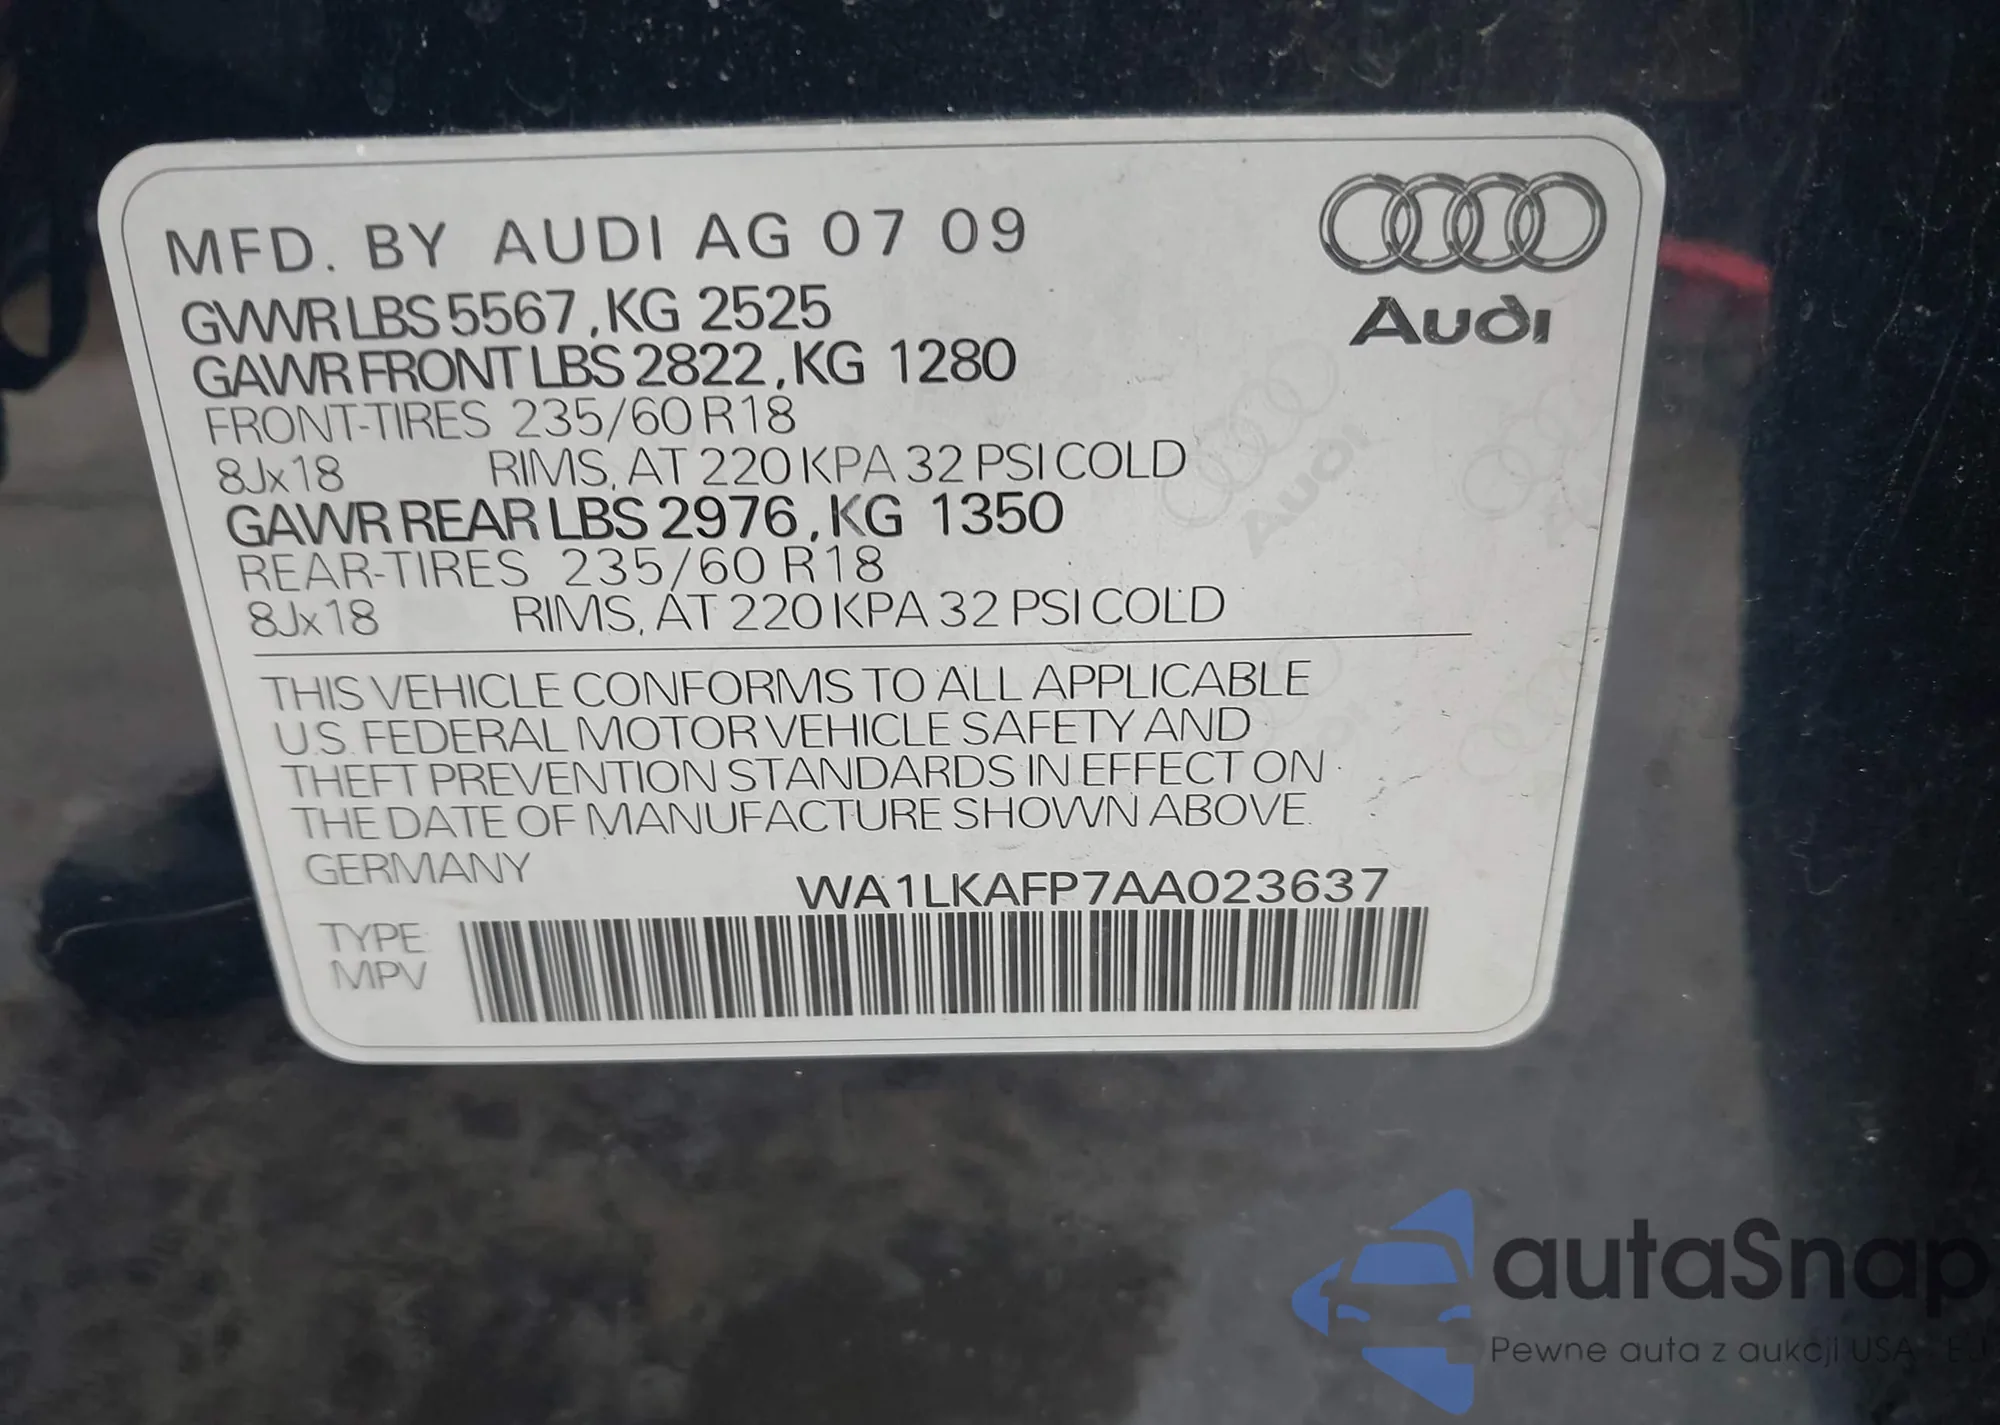 MFD. BY AUDI AG 07 09
GVWR LBS 5567, KG 2525
GAWR FRONT LBS 2822, KG 1280
FRONT-TIRES 235/60 R18
8Jx18 RIMS, AT 220 KPA 32 PSI COLD
GAWR REAR LBS 2976, KG 1350
REAR-TIRES 235/60 R18
8Jx18 RIMS, AT 220 KPA 32 PSI COLD
Audi
Audi
THIS VEHICLE CONFORMS TO ALL APPLICABLE
U.S. FEDERAL MOTOR VEHICLE SAFETY AND
THEFT PREVENTION STANDARDS IN EFFECT ON
THE DATE OF MANUFACTURE SHOWN ABOVE.
GERMANY
WA1LKAFP7AA023637
TYPE:
MPV
autaSnap
Pewne auta z aukcji USA - EU